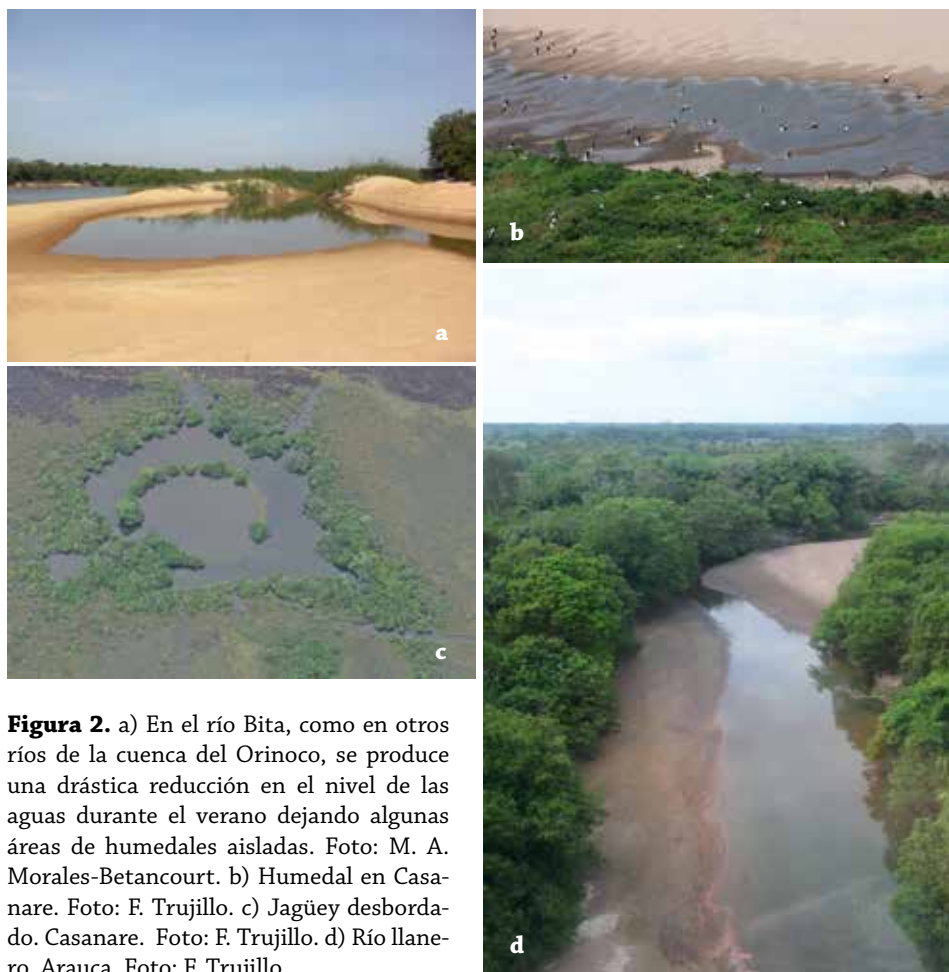 a
b
c
d
Figura 2. a) En el río Bita, como en otros
ríos de la cuenca del Orinoco, se produce
una drástica reducción en el nivel de las
aguas durante el verano dejando algunas
áreas de humedales aisladas. Foto: M. A.
Morales-Betancourt. b) Humedal en Casa-
nare. Foto: F. Trujillo. c) Jagüey desborda-
do. Casanare. Foto: F. Trujillo. d) Río llane-
ro, Arauca. Foto: F. Trujillo